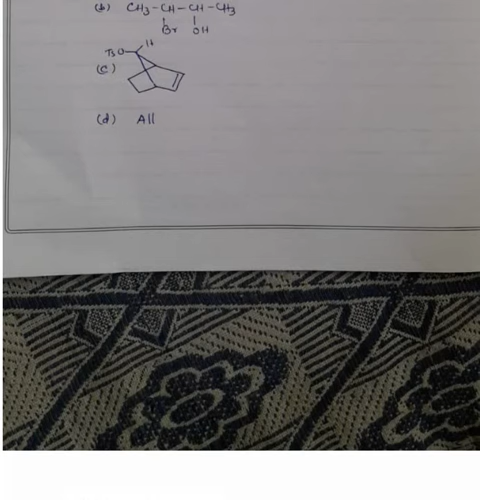 (b) CH3-CH-CH-CH3
Br OH
TsO H
(c)
(d) All